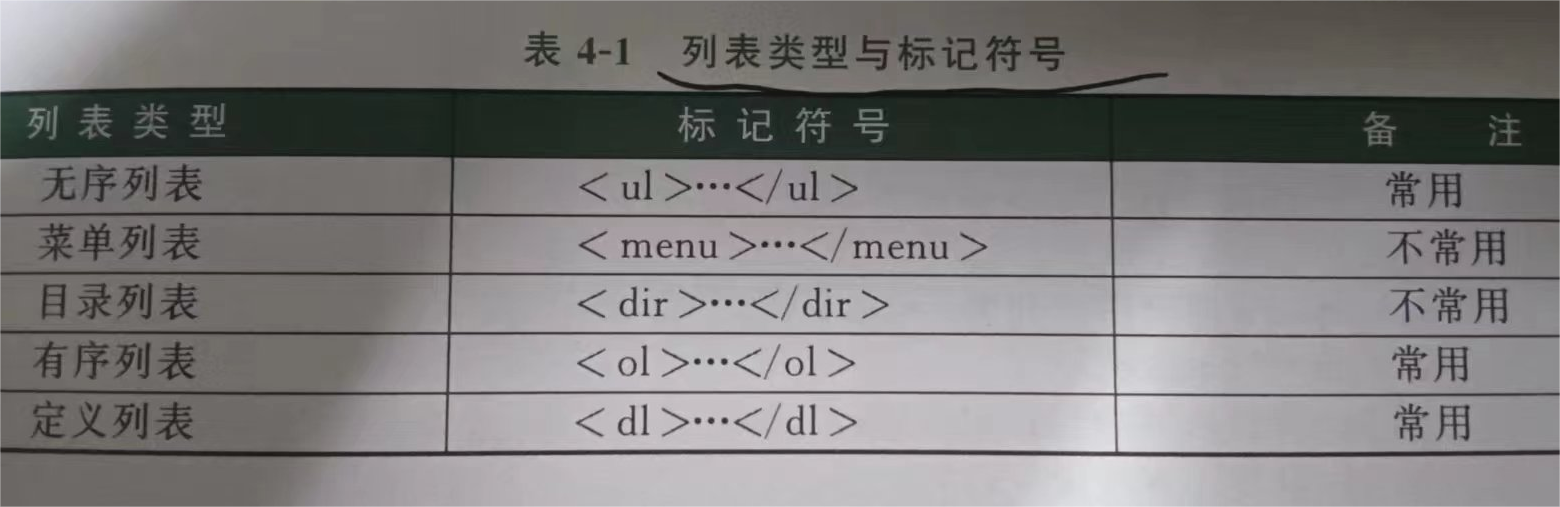 表 4-1 列表类型与标记符号
列表类型 标记符号 备注
无序列表 <ul>…</ul> 常用
菜单列表 <menu>…</menu> 不常用
目录列表 <dir>…</dir> 不常用
有序列表 <ol>…</ol> 常用
定义列表 <dl>…</dl> 常用